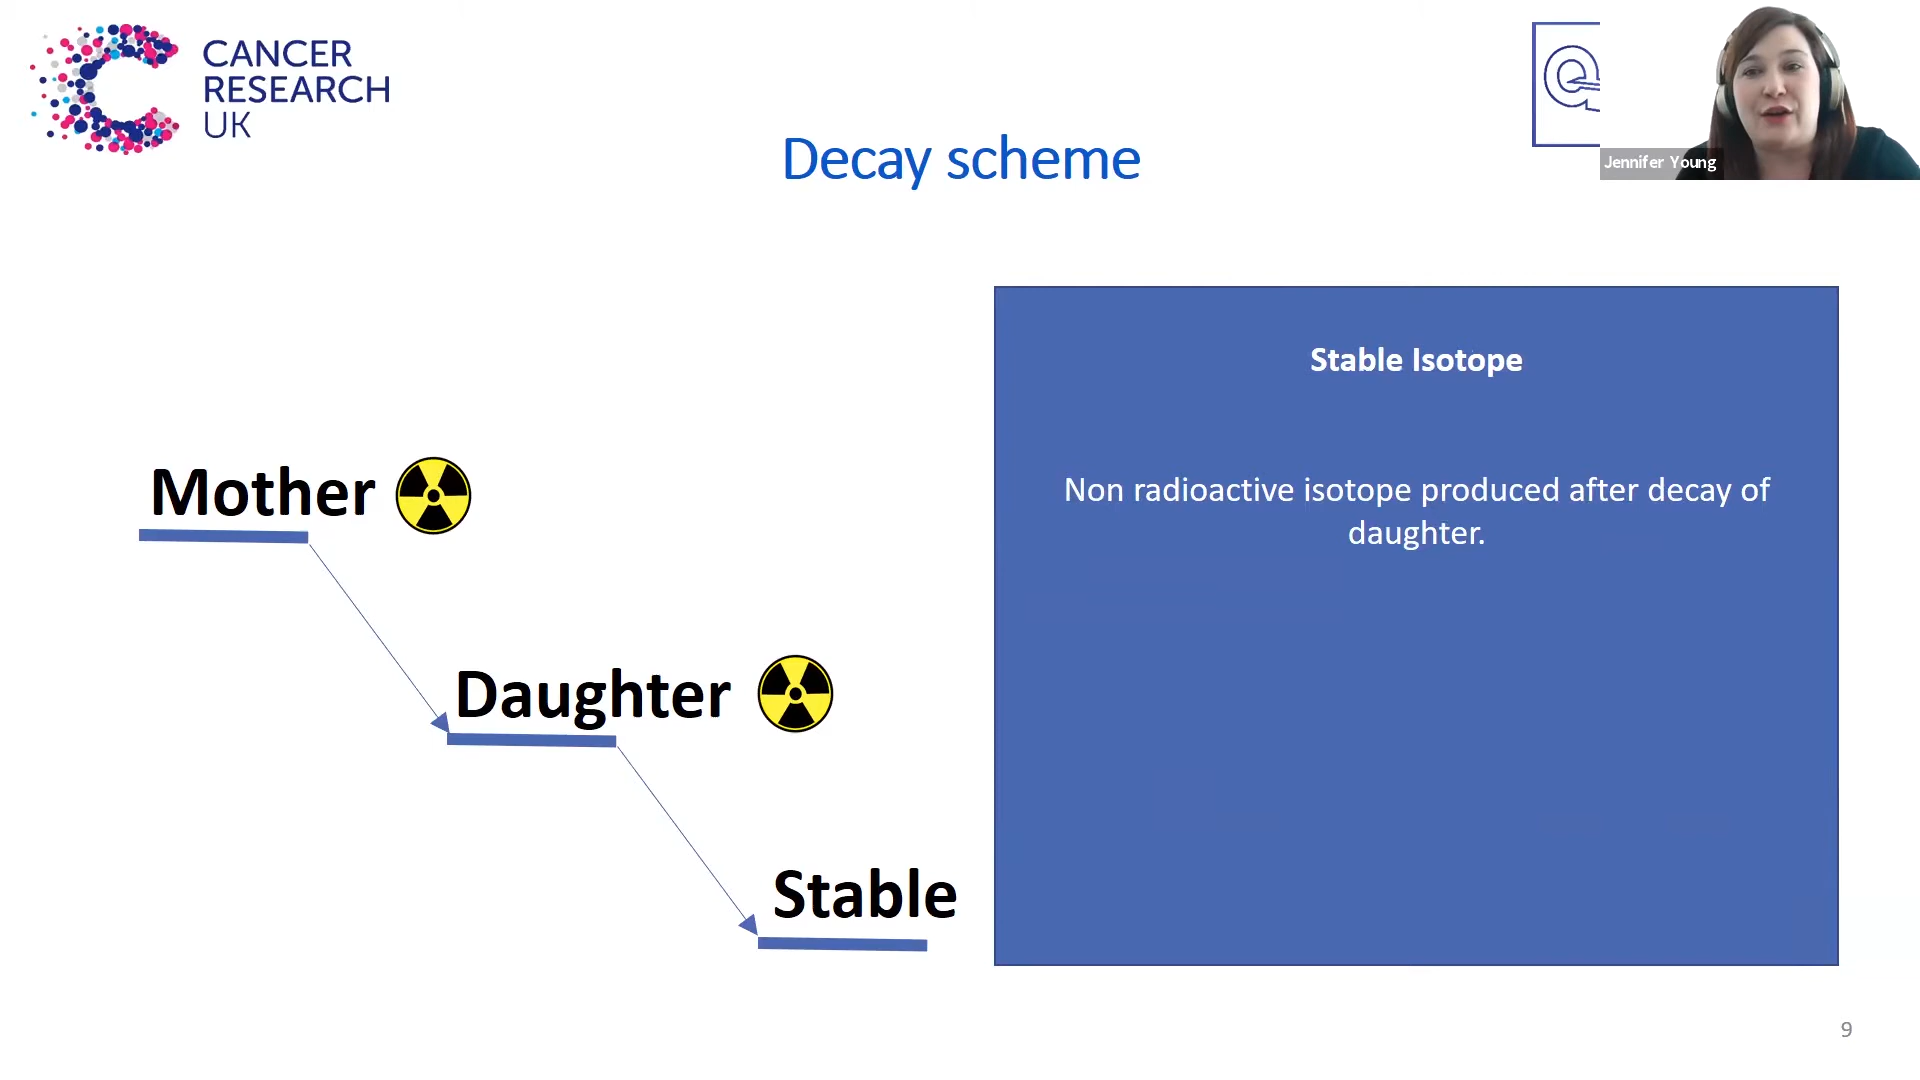 CANCER
RESEARCH
UK
Jennifer Young
Decay scheme
Stable Isotope
Non radioactive isotope produced after decay of
daughter.
Mother
Daughter
Stable
9